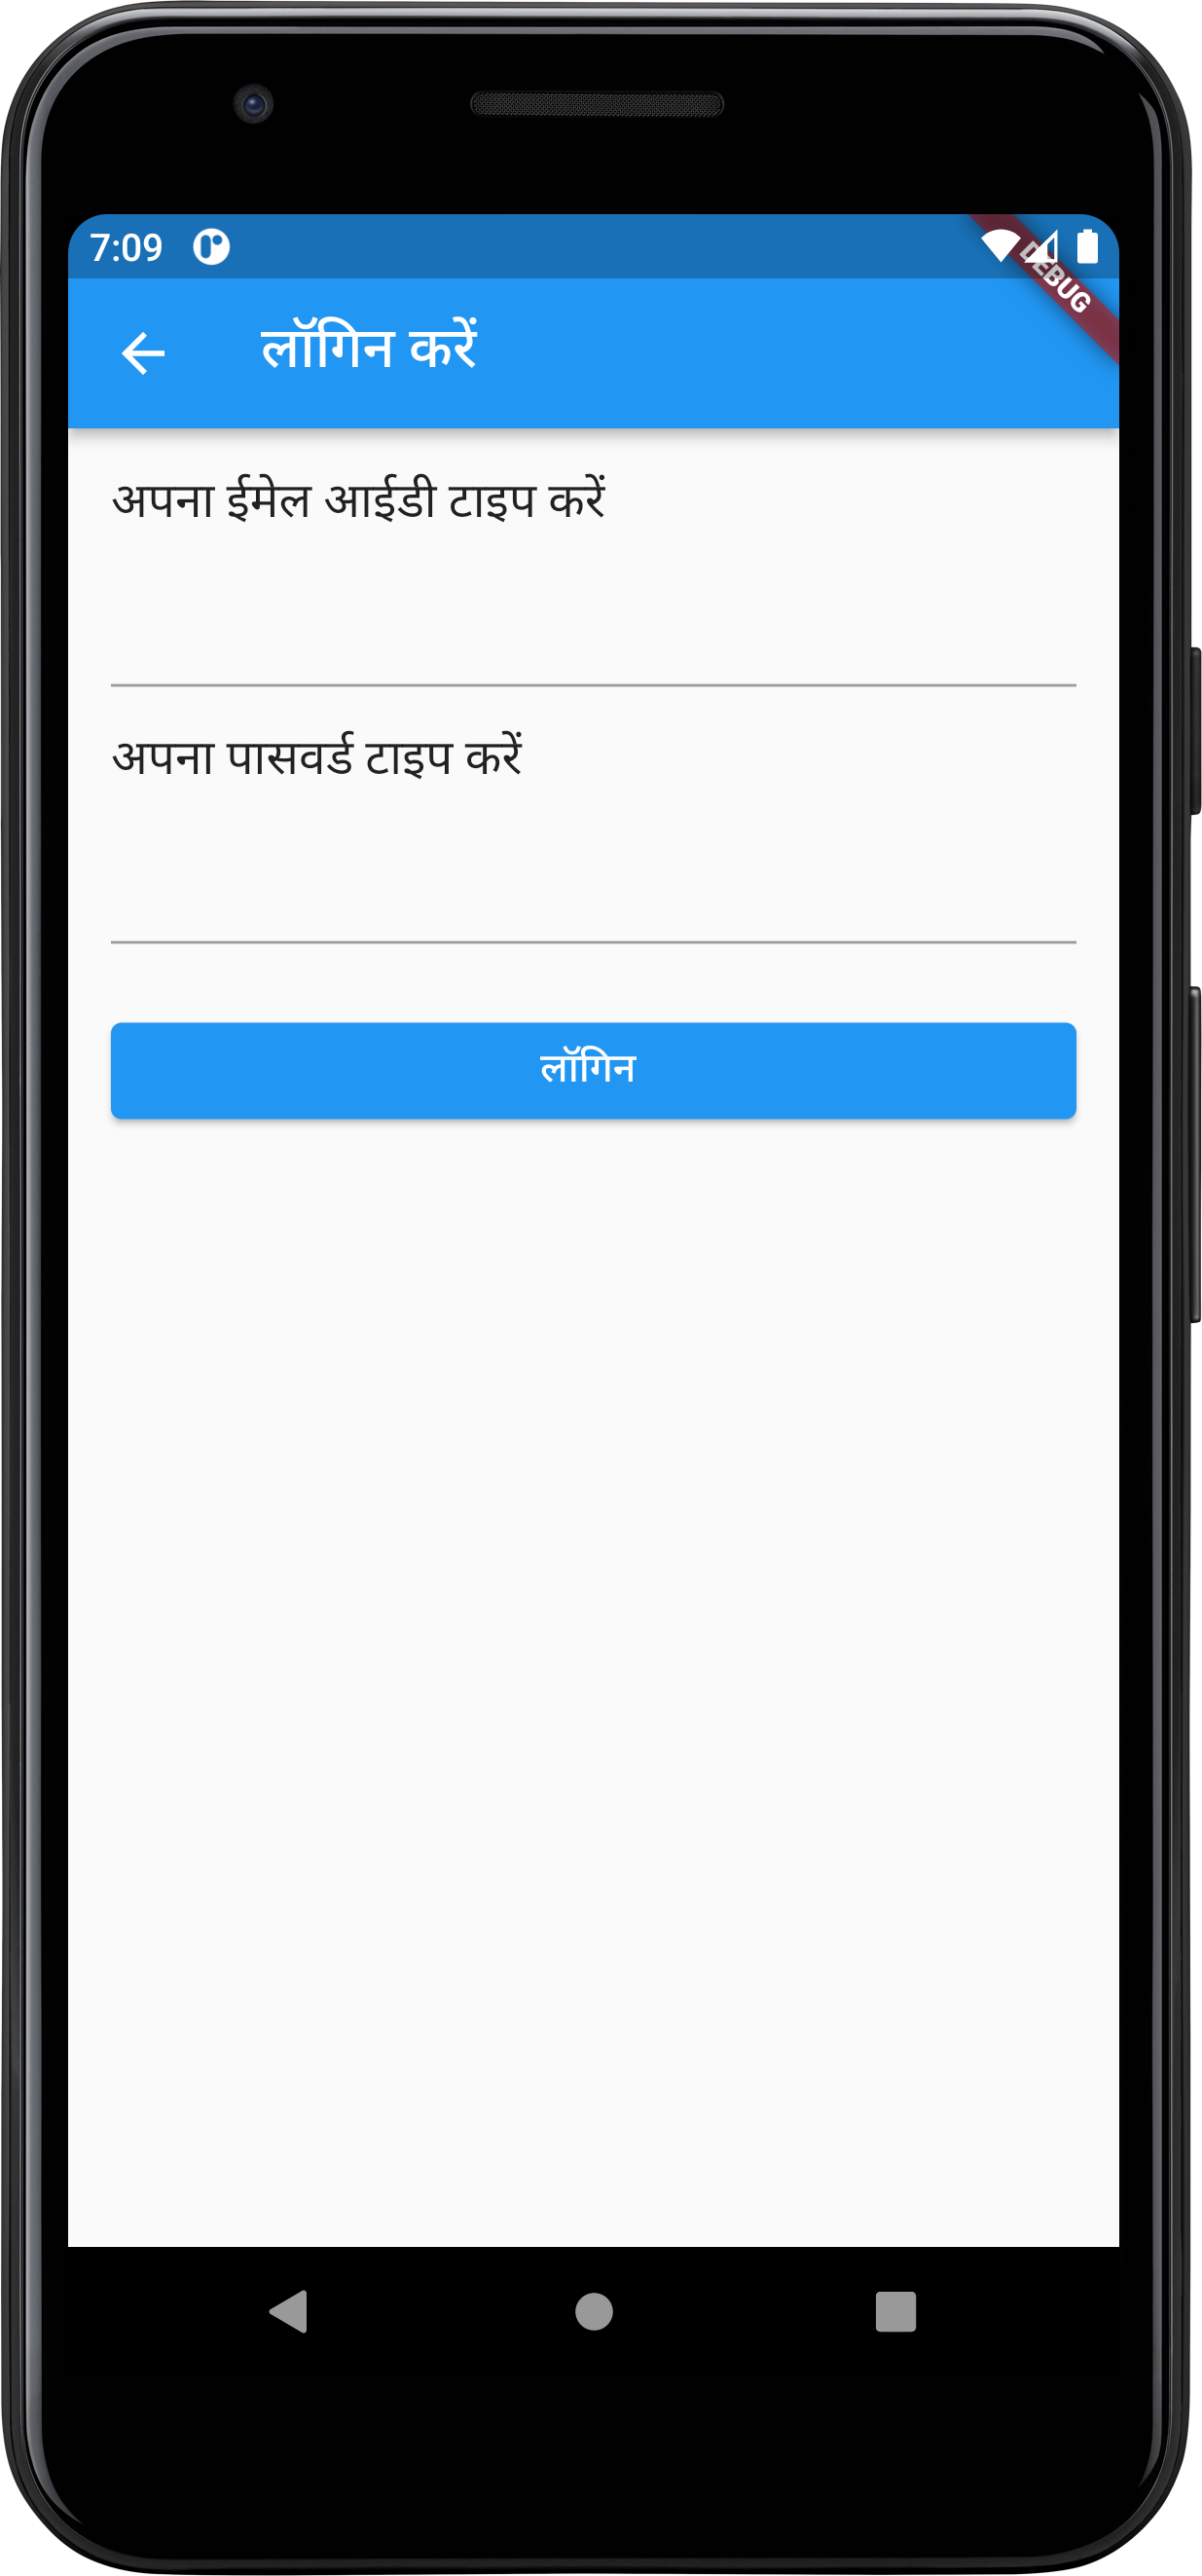 7:09
DEBUG
लॉगिन करें
अपना ईमेल आईडी टाइप करें
अपना पासवर्ड टाइप करें
लॉगिन